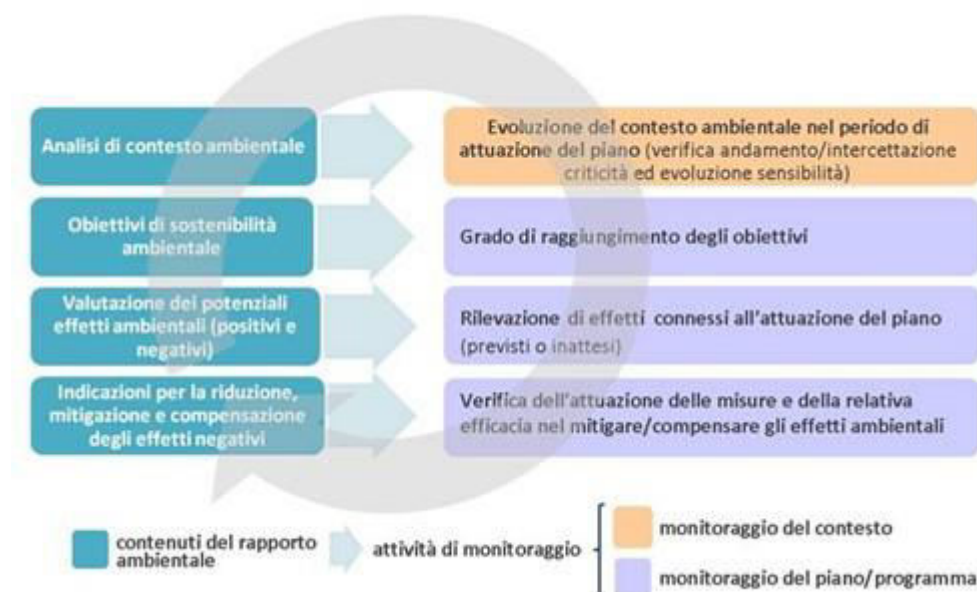 Analisi di contesto ambientale
Evoluzione del contesto ambientale nel periodo di
attuazione del piano (verifica andamento/intercettazione
criticità ed evoluzione sensibilità)
Obiettivi di sostenibilità
ambientale
Grado di raggiungimento degli obiettivi
Valutazione dei potenziali
effetti ambientali (positivi e
negativi)
Rilevazione di effetti connessi all'attuazione del piano
(previsti o inattesi)
Indicazioni per la riduzione,
mitigazione e compensazione
degli effetti negativi
Verifica dell'attuazione delle misure e della relativa
efficacia nel mitigare/compensare gli effetti ambientali
contenuti del rapporto
ambientale
attività di monitoraggio
monitoraggio del contesto
monitoraggio del piano/programma